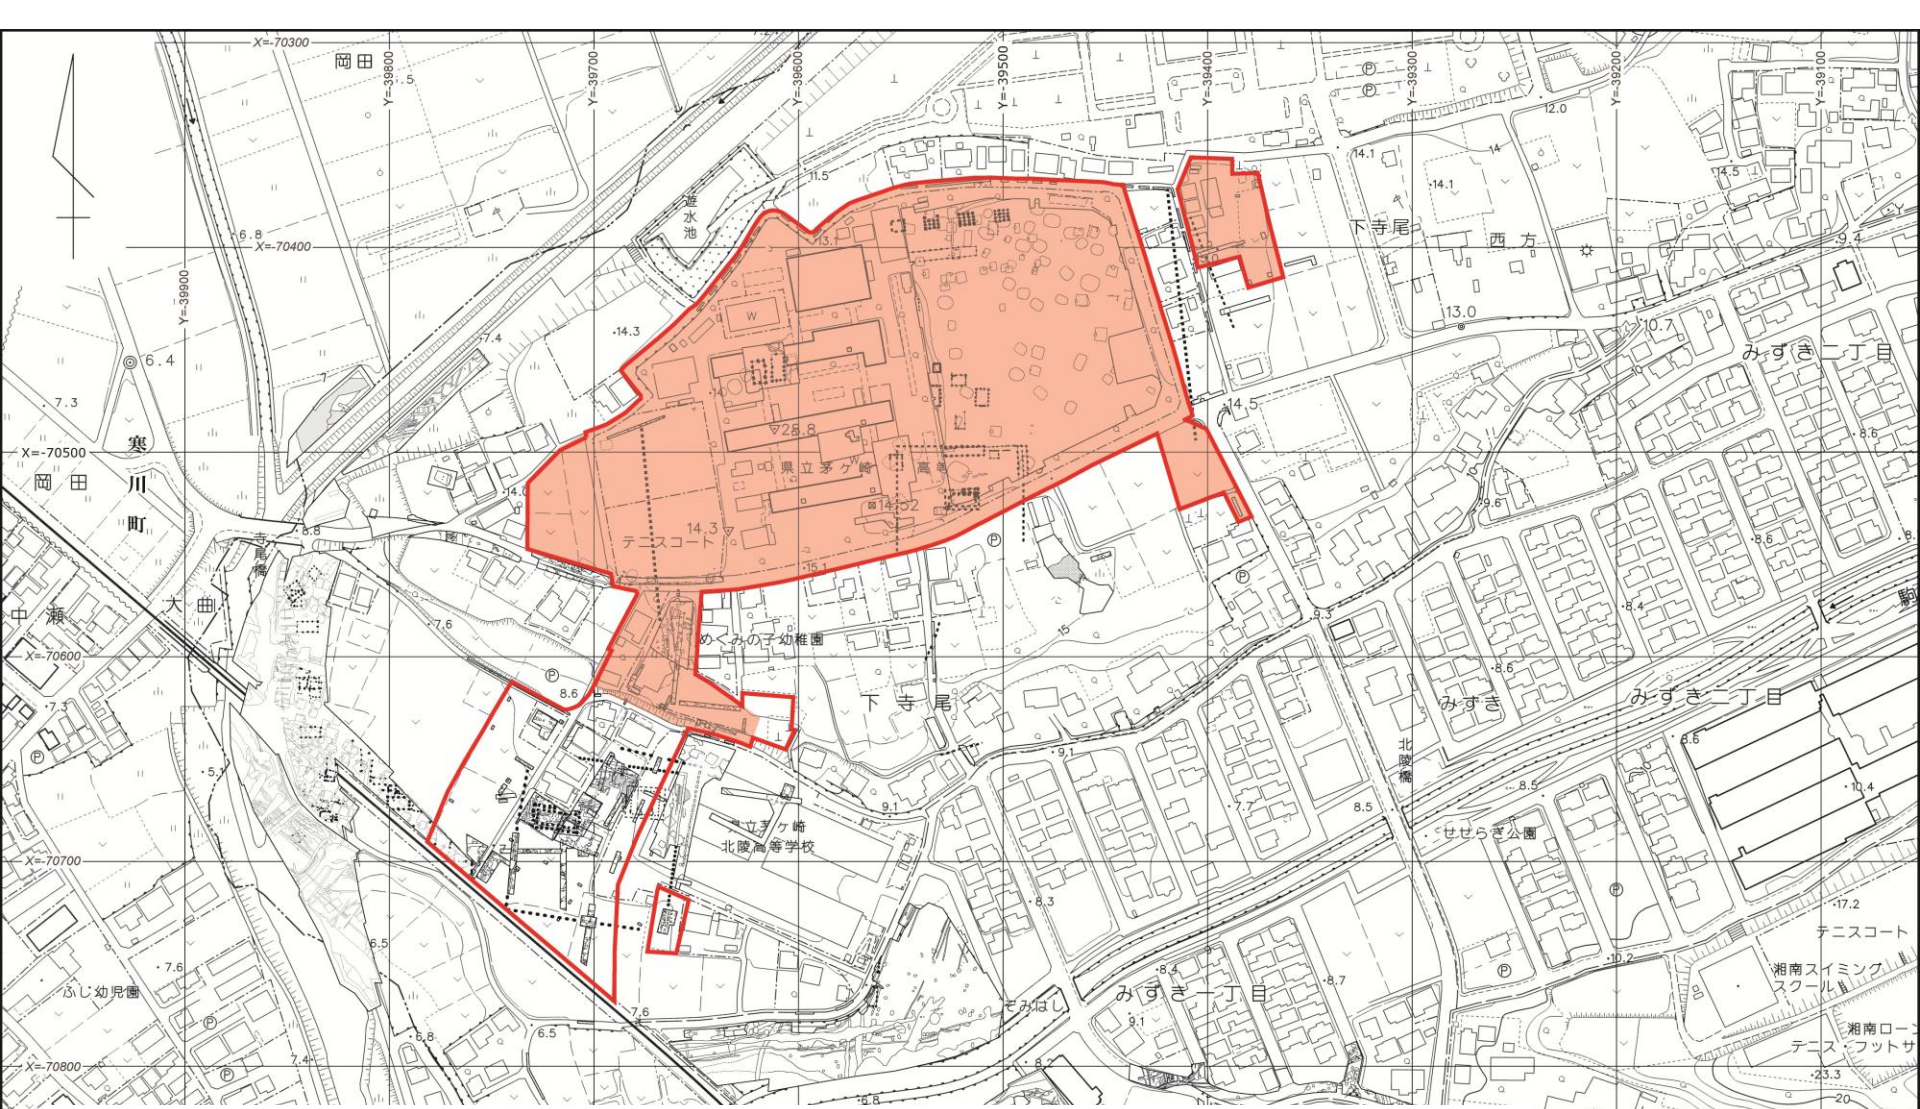 X=-70300
岡田
5
Y=-39800
Y=-39700
Y=-39600
Y=-39500
Y=-39400
Y=-39300
Y=-39200
Y=-39100
12.0
14.1
14
14.5
11.5
14.1
遊水池
6.8
X=-70400
Y=-39900
13.1
下寺尾
西方
9.4
14.3
W
13.0
10.7
7.4
6.4
7
みずき二丁目
7.3
14
28.8
14.5
8.6
寒川町
X=-70500
岡田
県立茅ヶ崎
高等
W
14.0
14.52
9.6
14.3
テニスコート
8.8
寺尾橋
15.1
8.6
8.
中瀬
大曲
7.6
15
9.3
8.4
駒
めぐみの子幼稚園
X=-70600
8.6
P
8.6
下寺尾
みずき
みずき二丁目
7.3
P
5.1
9.1
北陵橋
8.6
8.5
10.4
9.1
7.7
8.5
県立茅ヶ崎
北陵高等学校
せせらぎ公園
X=-70700
P
8.3
17.2
6.5
テニスコート
7.6
9
8.4
8.7
10.2
P
湘南スイミング
スクール
ふじ幼児園
みずき一丁目
P
7.6
9.1
6.8
6.5
湘南ローン
テニス・フットサ
7.4
X=-70800
P
8.2
23.3
6.8
20